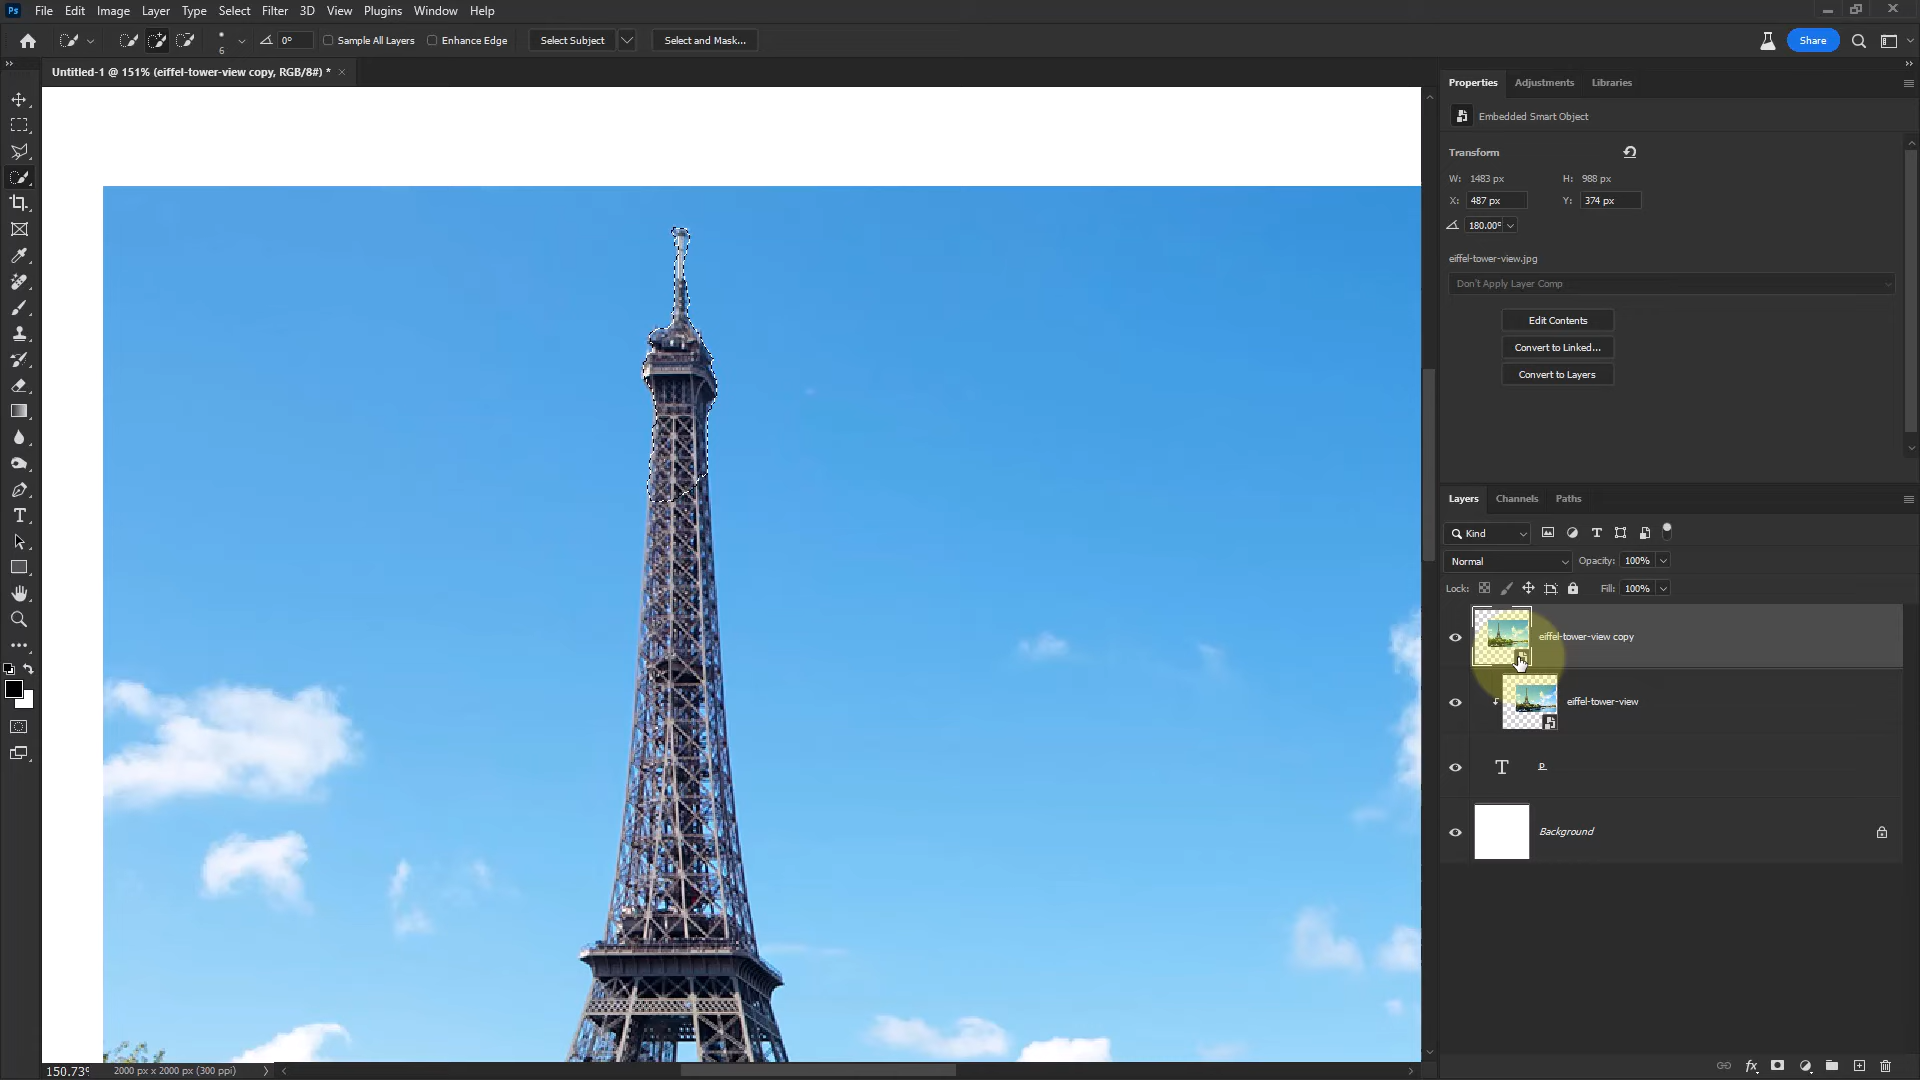 Ps File Edit Image Layer Type Select Filter 3D View Plugins Window Help
6 0° Sample All Layers Enhance Edge Select Subject Select and Mask... Share
Untitled-1 @ 151% (eiffel-tower-view copy, RGB/8#) * ×
Properties Adjustments Libraries
Embedded Smart Object
Transform
W: 1483 px H: 988 px
X: 487 px Y: 374 px
180.00°
eiffel-tower-view.jpg
Don't Apply Layer Comp
Edit Contents
Convert to Linked...
Convert to Layers
Layers Channels Paths
Kind
Normal Opacity: 100%
Lock: Fill: 100%
eiffel-tower-view copy
eiffel-tower-view
T p
Background
150.73% 2000 px x 2000 px (300 ppi)